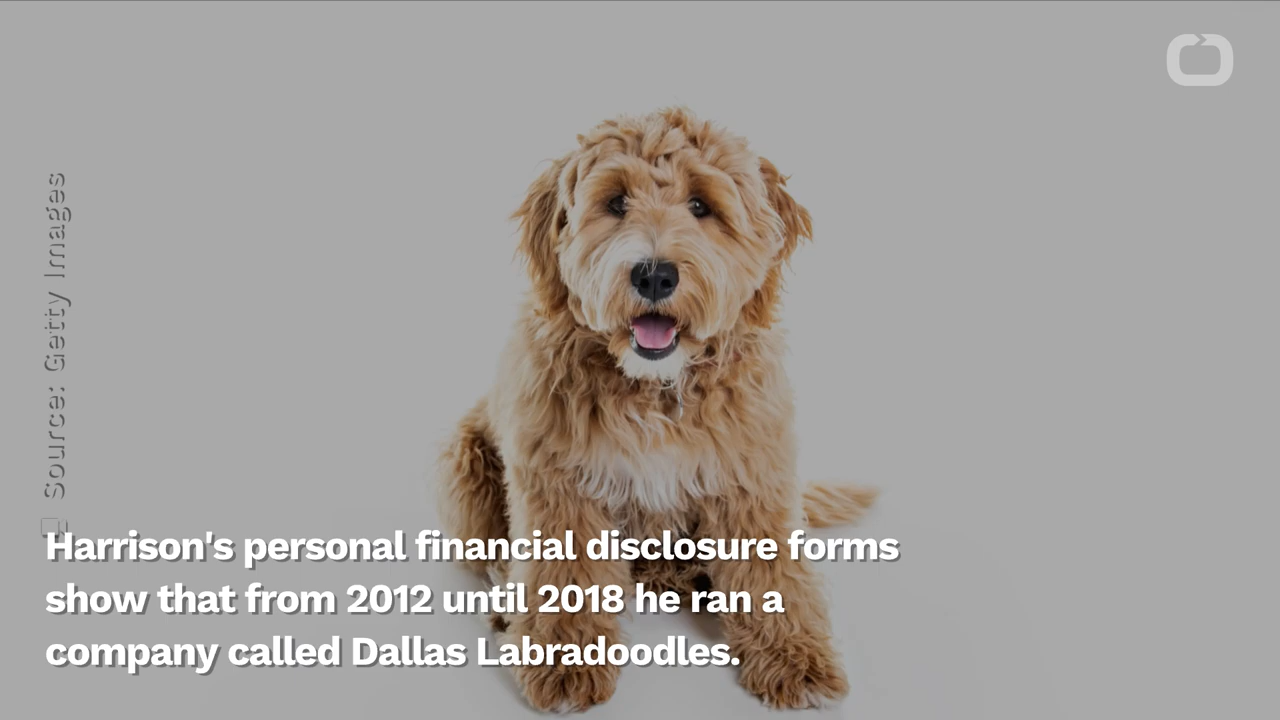 Source: Getty Images
Harrison's personal financial disclosure forms
show that from 2012 until 2018 he ran a
company called Dallas Labradoodles.